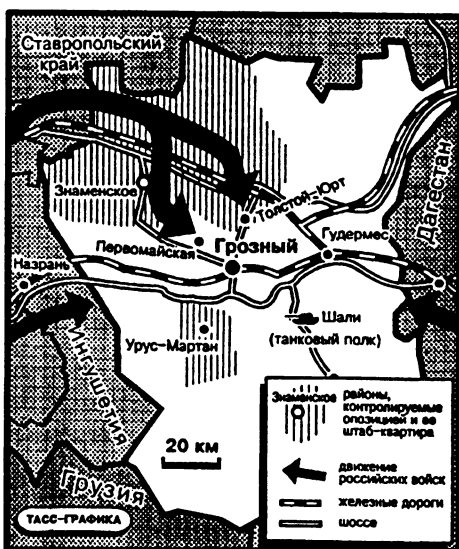 Ставропольский
край
Знаменское
Толстой-Юрт
Дагестан
Первомайская
Грозный
Гудермес
Назрань
Шали
(танковый полк)
Урус-Мартан
Ингушетия
20 км
Грузия
ТАСС-ГРАФИКА
Знаменское
районы,
контролируемые
опозицией и ее
штаб-квартира
движение
российских войск
железные дороги
шоссе